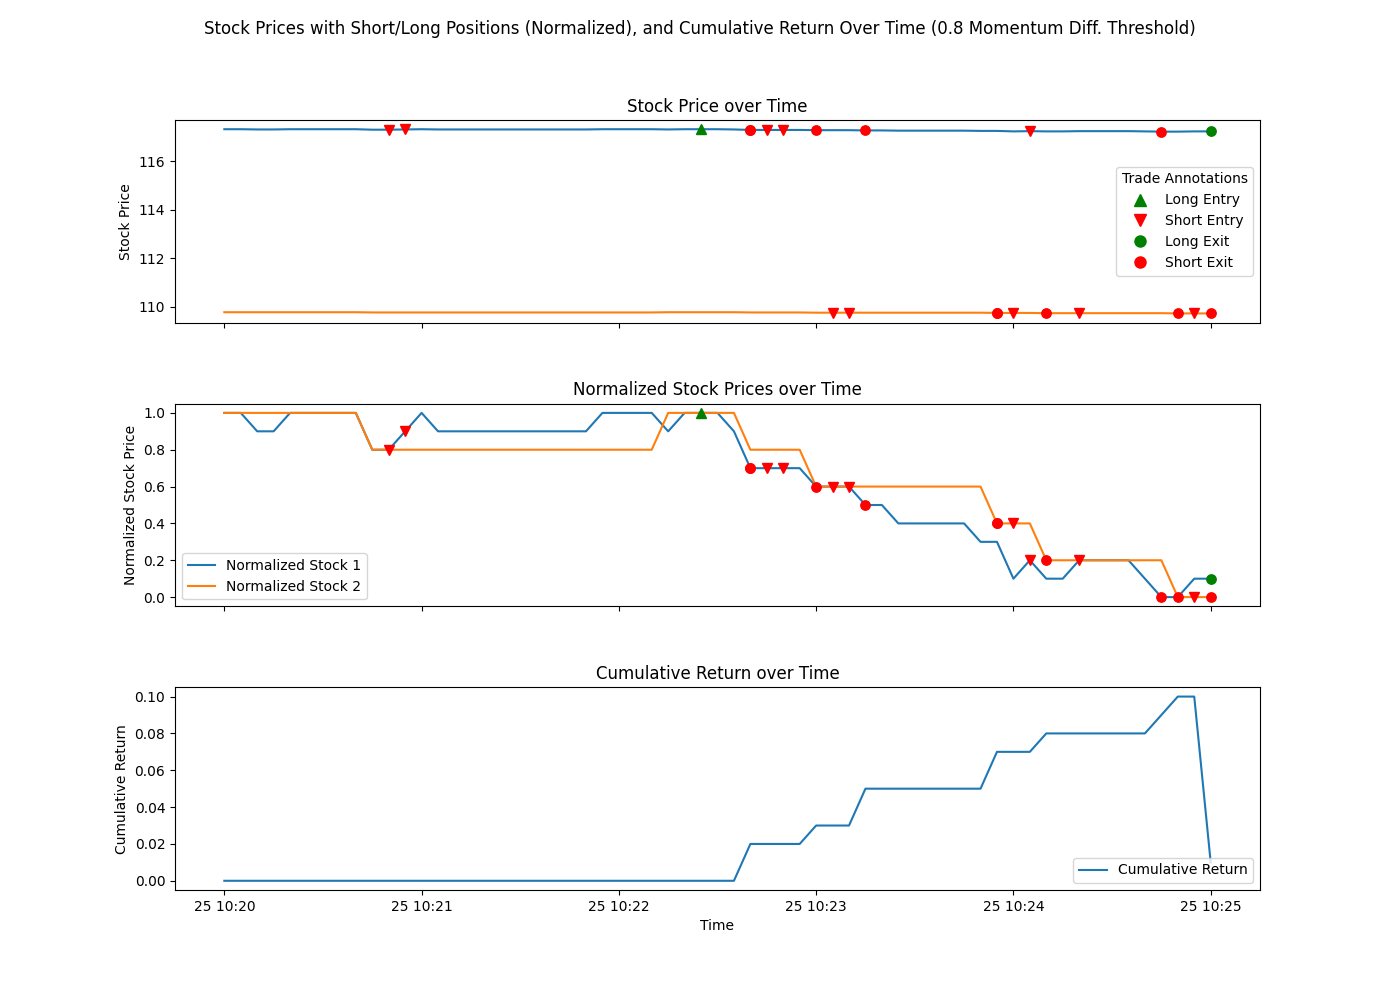 Stock Prices with Short/Long Positions (Normalized), and Cumulative Return Over Time (0.8 Momentum Diff. Threshold)
Stock Price over Time
Stock Price
116
114
112
110
Trade Annotations
Long Entry
Short Entry
Long Exit
Short Exit
Normalized Stock Prices over Time
Normalized Stock Price
1.0
0.8
0.6
0.4
0.2
0.0
Normalized Stock 1
Normalized Stock 2
Cumulative Return over Time
Cumulative Return
0.10
0.08
0.06
0.04
0.02
0.00
Cumulative Return
25 10:20
25 10:21
25 10:22
25 10:23
25 10:24
25 10:25
Time